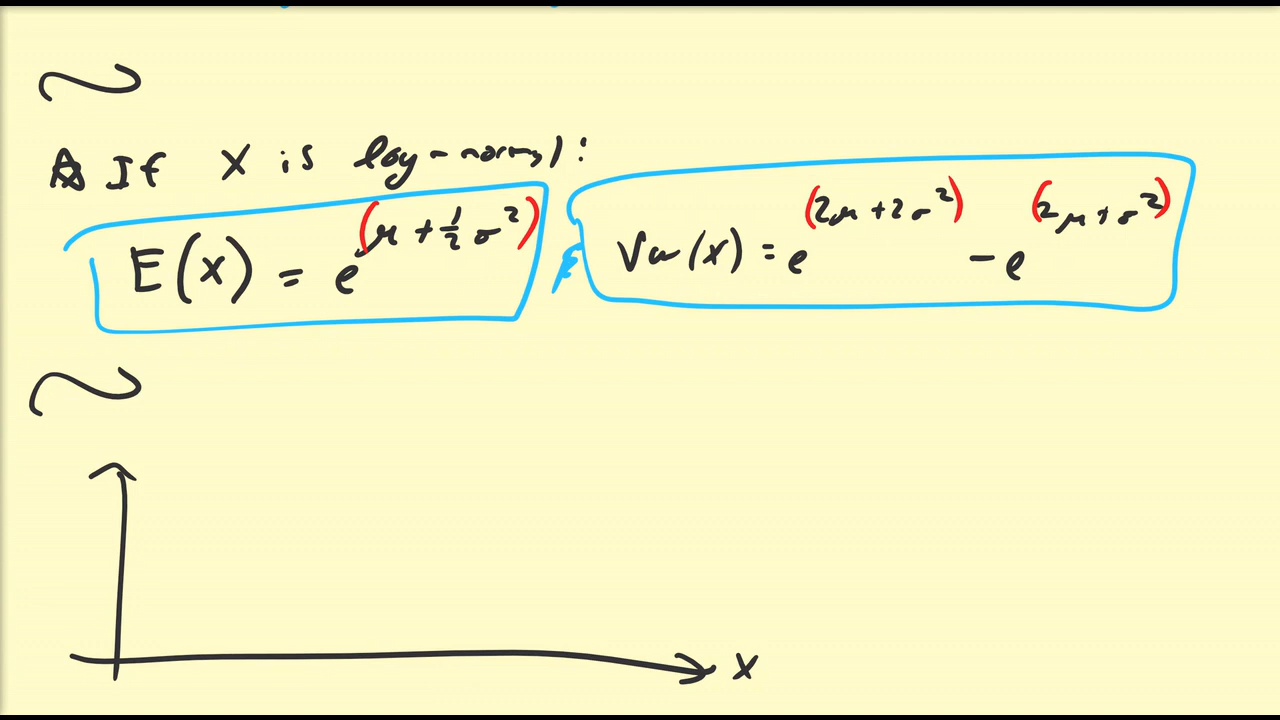 ☆ If X is log-normal:
E(x) = e^(μ + ½σ²) Var(x) = e^(2μ + 2σ²) - e^(2μ + σ²)
x